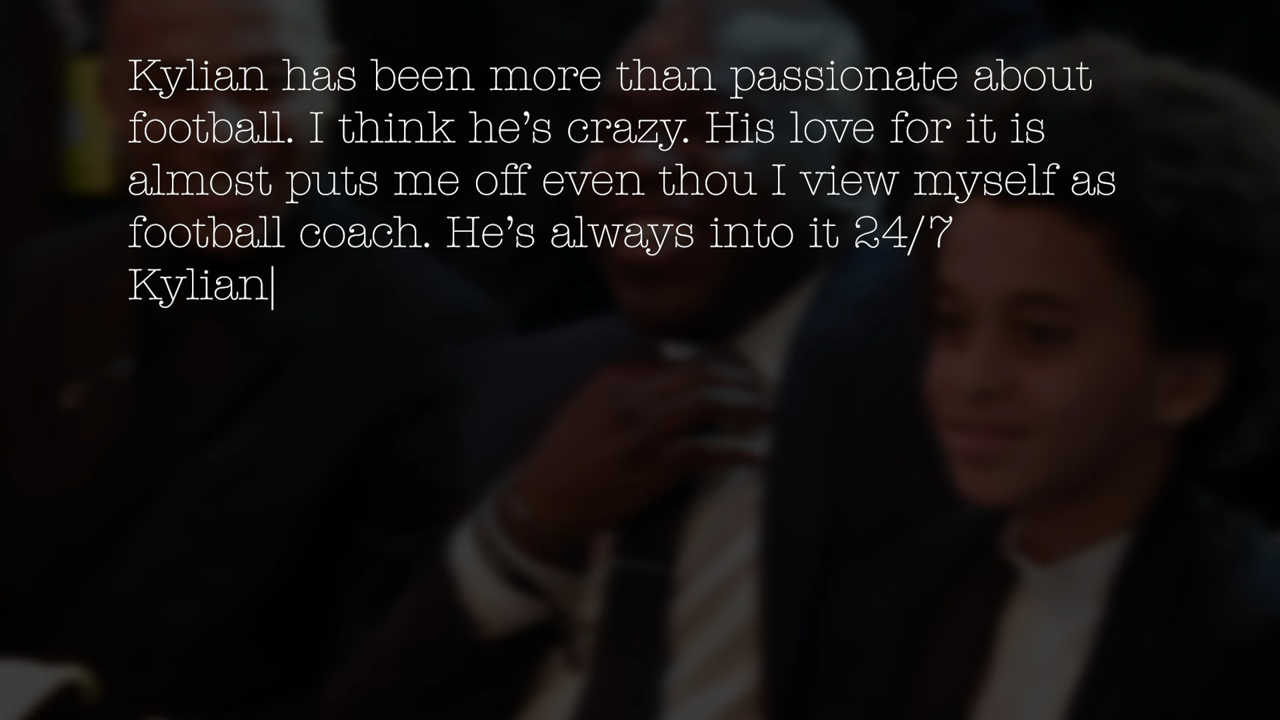 Kylian has been more than passionate about
football. I think he’s crazy. His love for it is
almost puts me off even thou I view myself as
football coach. He’s always into it 24/7
Kylian